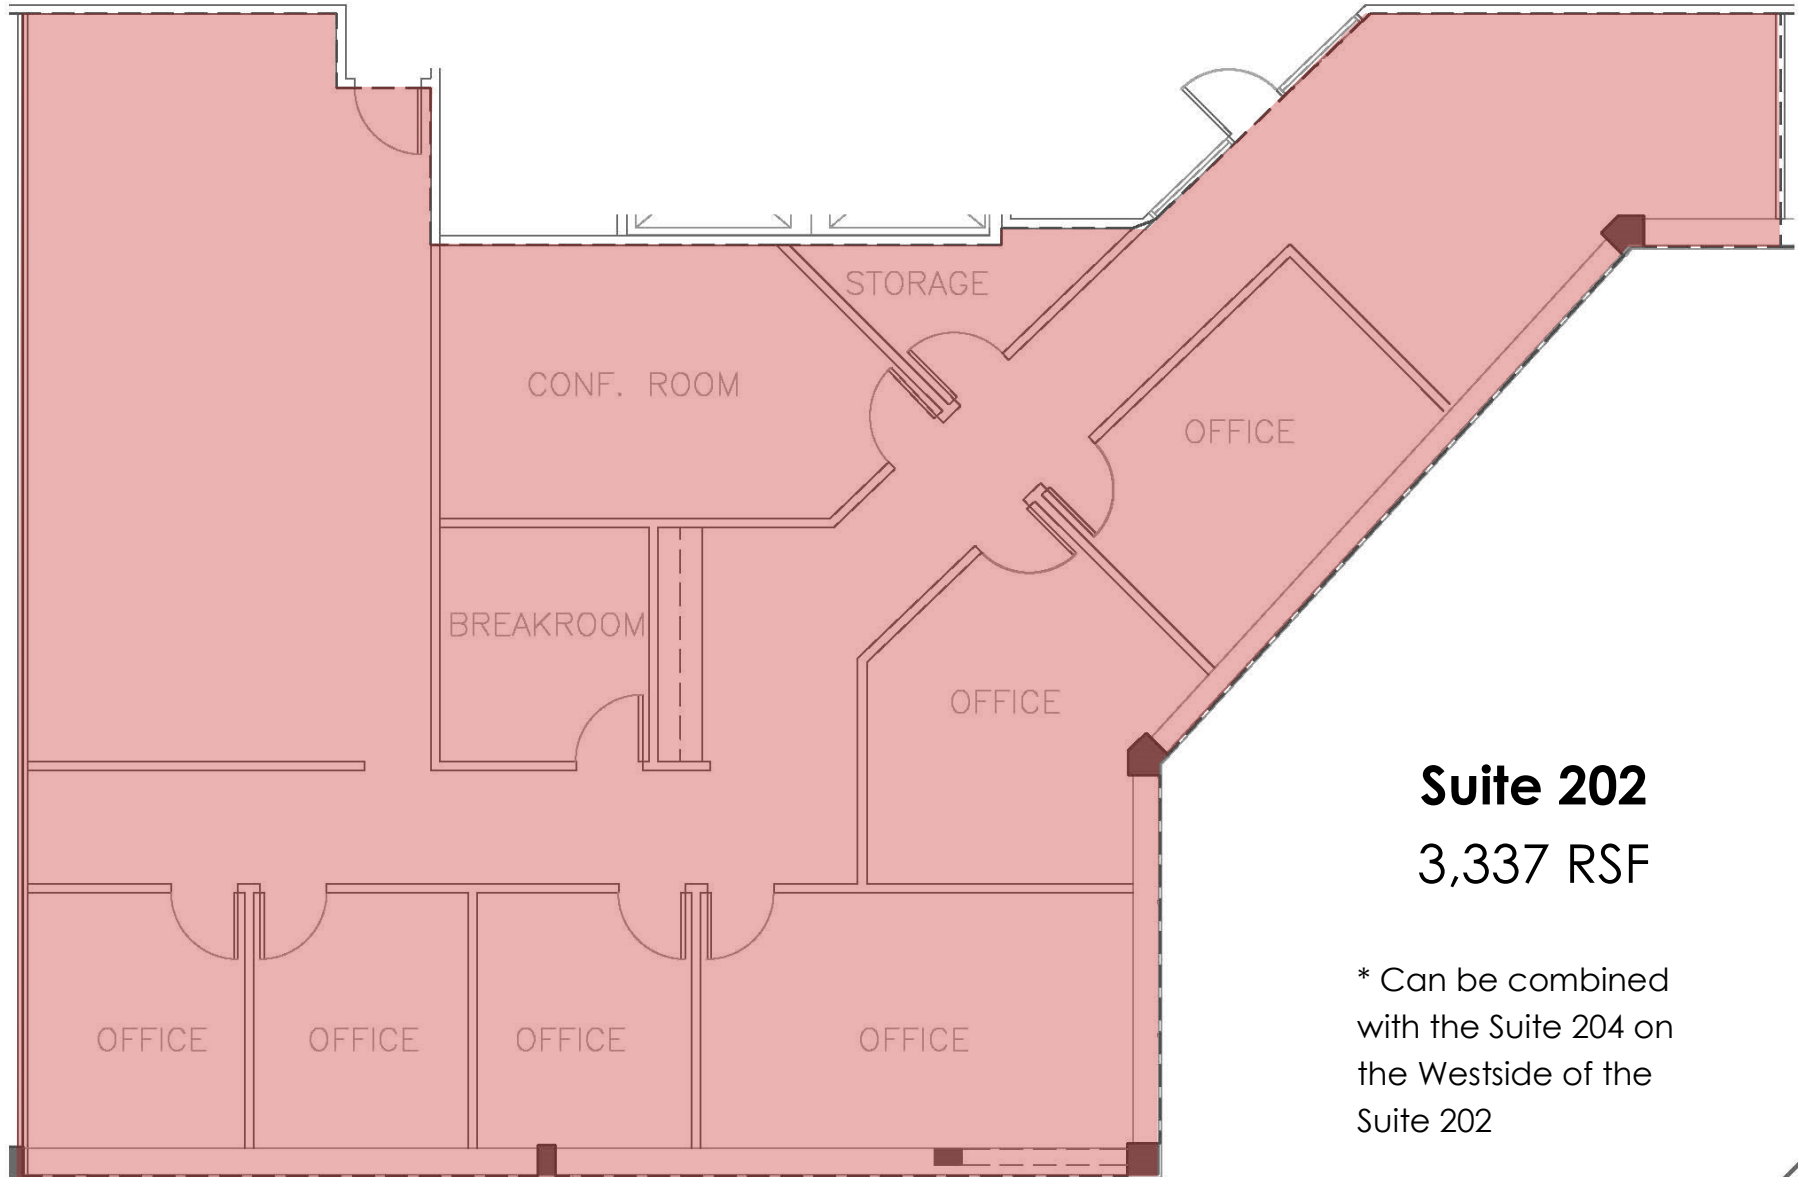 STORAGE
CONF. ROOM
OFFICE
BREAKROOM
OFFICE
Suite 202
3,337 RSF
* Can be combined
with the Suite 204 on
the Westside of the
Suite 202
OFFICE
OFFICE
OFFICE
OFFICE